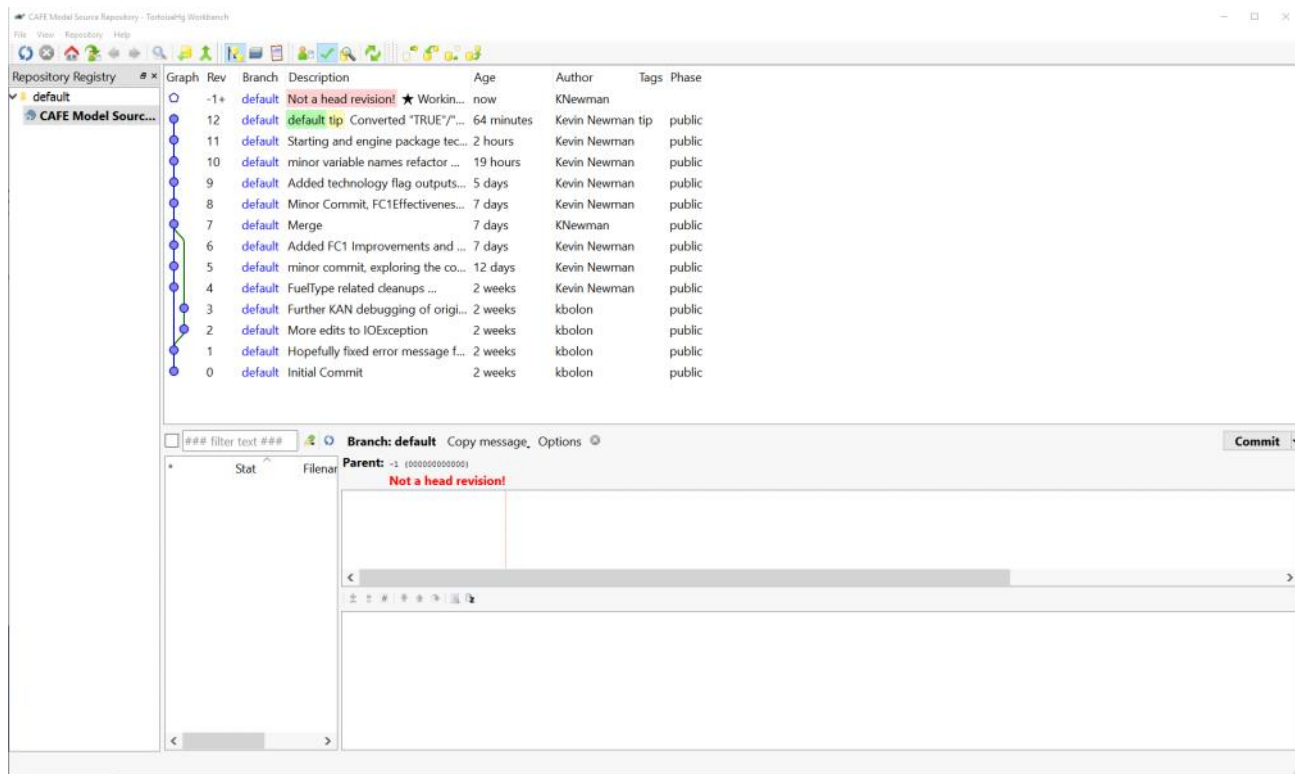 CAFE Model Source Repository - TortoiseHg Workbench
File View Repository Help
Repository Registry
default
CAFE Model Sourc...
Graph Rev Branch Description Age Author Tags Phase
-1+ default Not a head revision! ★ Workin... now KNewman
12 default default tip Converted "TRUE"/"... 64 minutes Kevin Newman tip public
11 default Starting and engine package tec... 2 hours Kevin Newman public
10 default minor variable names refactor ... 19 hours Kevin Newman public
9 default Added technology flag outputs... 5 days Kevin Newman public
8 default Minor Commit, FC1Effectivenes... 7 days Kevin Newman public
7 default Merge 7 days KNewman public
6 default Added FC1 Improvements and ... 7 days Kevin Newman public
5 default minor commit, exploring the co... 12 days Kevin Newman public
4 default FuelType related cleanups ... 2 weeks Kevin Newman public
3 default Further KAN debugging of origi... 2 weeks kbolon public
2 default More edits to IOException 2 weeks kbolon public
1 default Hopefully fixed error message f... 2 weeks kbolon public
0 default Initial Commit 2 weeks kbolon public
### filter text ### Branch: default Copy message Options Commit
* Stat Filenar
Parent: -1 (000000000000)
Not a head revision!